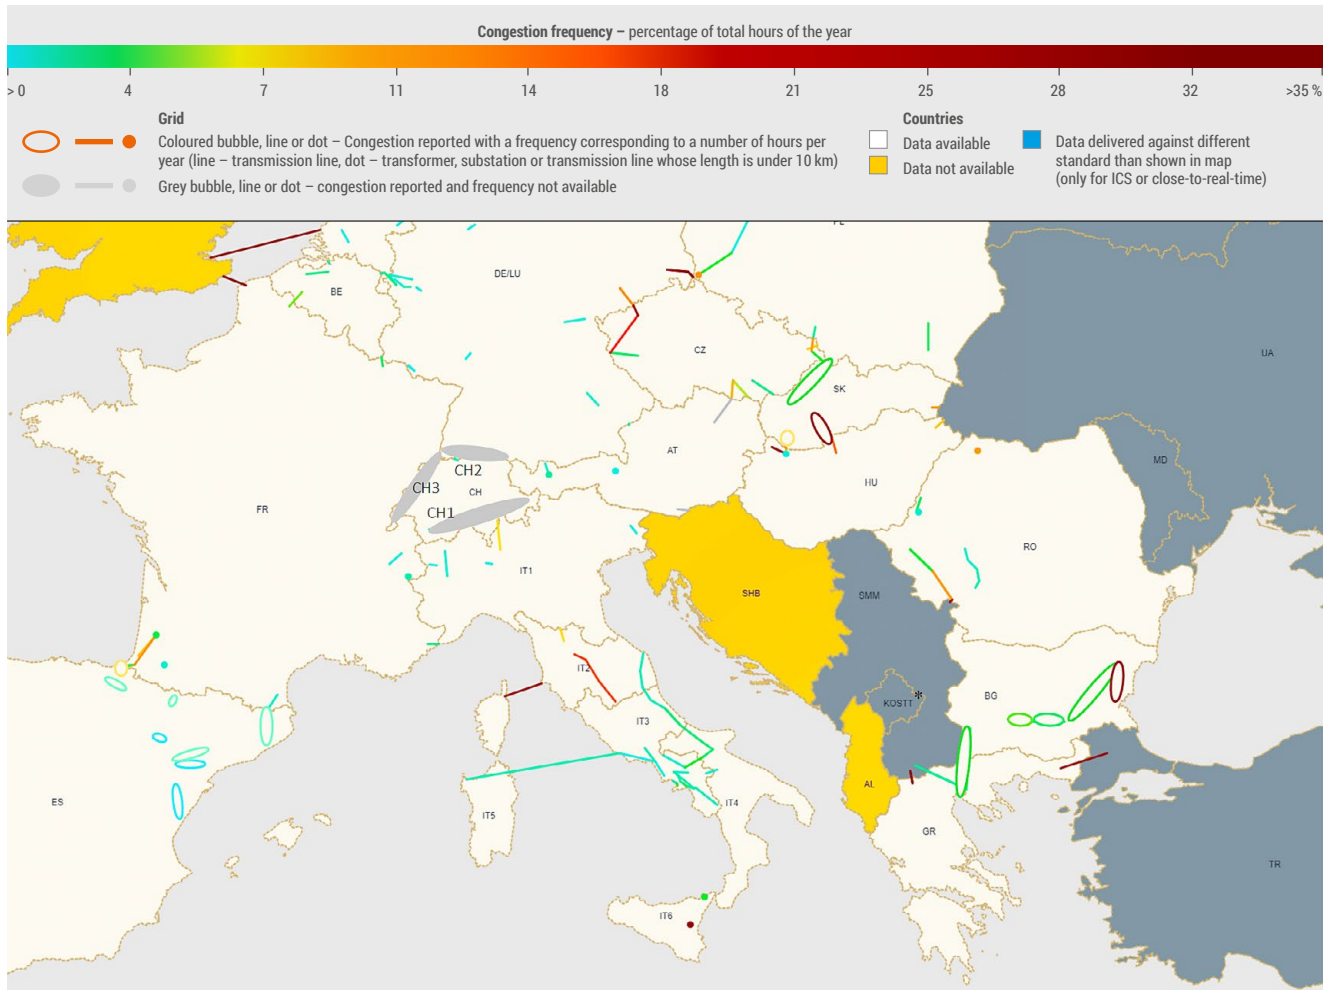 Congestion frequency – percentage of total hours of the year
> 0 4 7 11 14 18 21 25 28 32 >35 %
Grid
Coloured bubble, line or dot – Congestion reported with a frequency corresponding to a number of hours per
year (line – transmission line, dot – transformer, substation or transmission line whose length is under 10 km)
Grey bubble, line or dot – congestion reported and frequency not available
Countries
Data available
Data not available
Data delivered against different
standard than shown in map
(only for ICS or close-to-real-time)
PL
DE/LU
BE
CZ
UA
SK
AT
MD
CH2
CH3
CH
CH1
HU
FR
RO
IT1
SHB
SMM
IT2
BG
KOSTT *
IT3
AL
ES
IT5
IT4
GR
TR
IT6